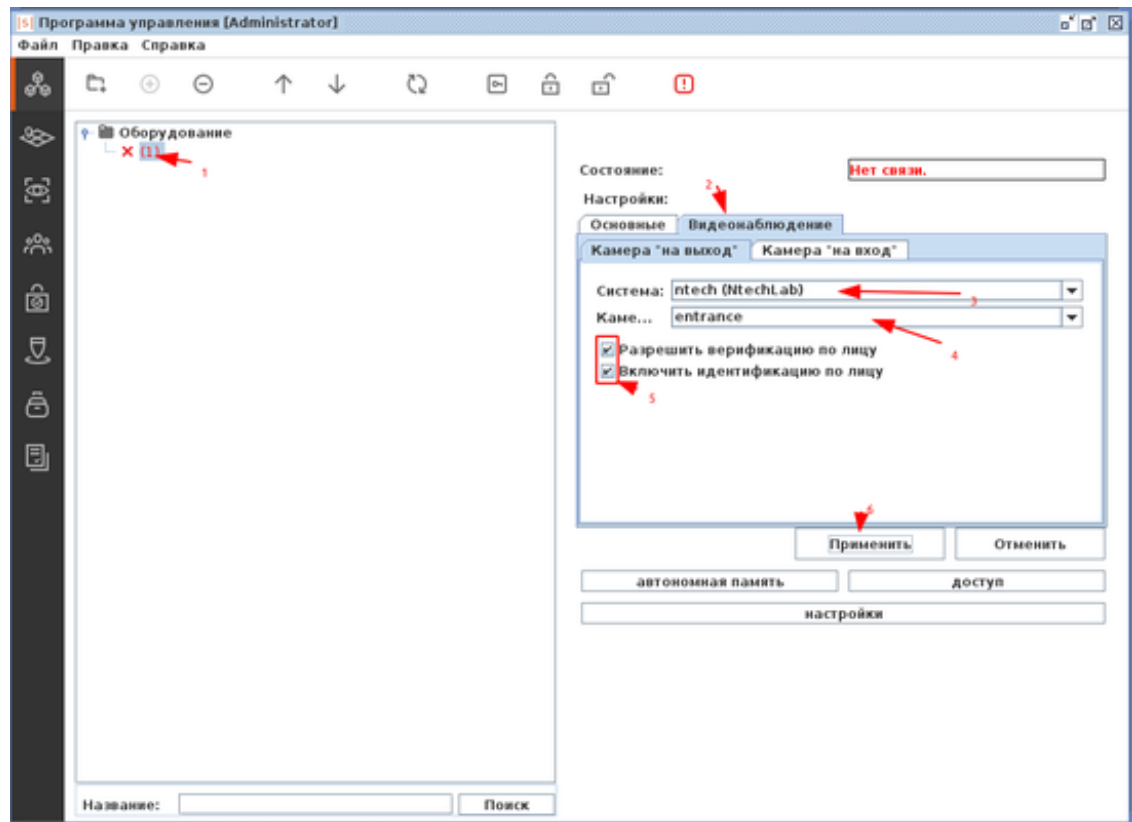 [S] Программа управления [Administrator]
Файл Правка Справка
Оборудование
(1)
1
Состояние: Нет связи.
2
Настройки:
Основные Видеонаблюдение
Камера "на выход" Камера "на вход"
Система: ntech (NtechLab)
3
Каме... entrance
4
Разрешить верификацию по лицу
Включить идентификацию по лицу
5
6
Применить Отменить
автономная память доступ
настройки
Название: Поиск